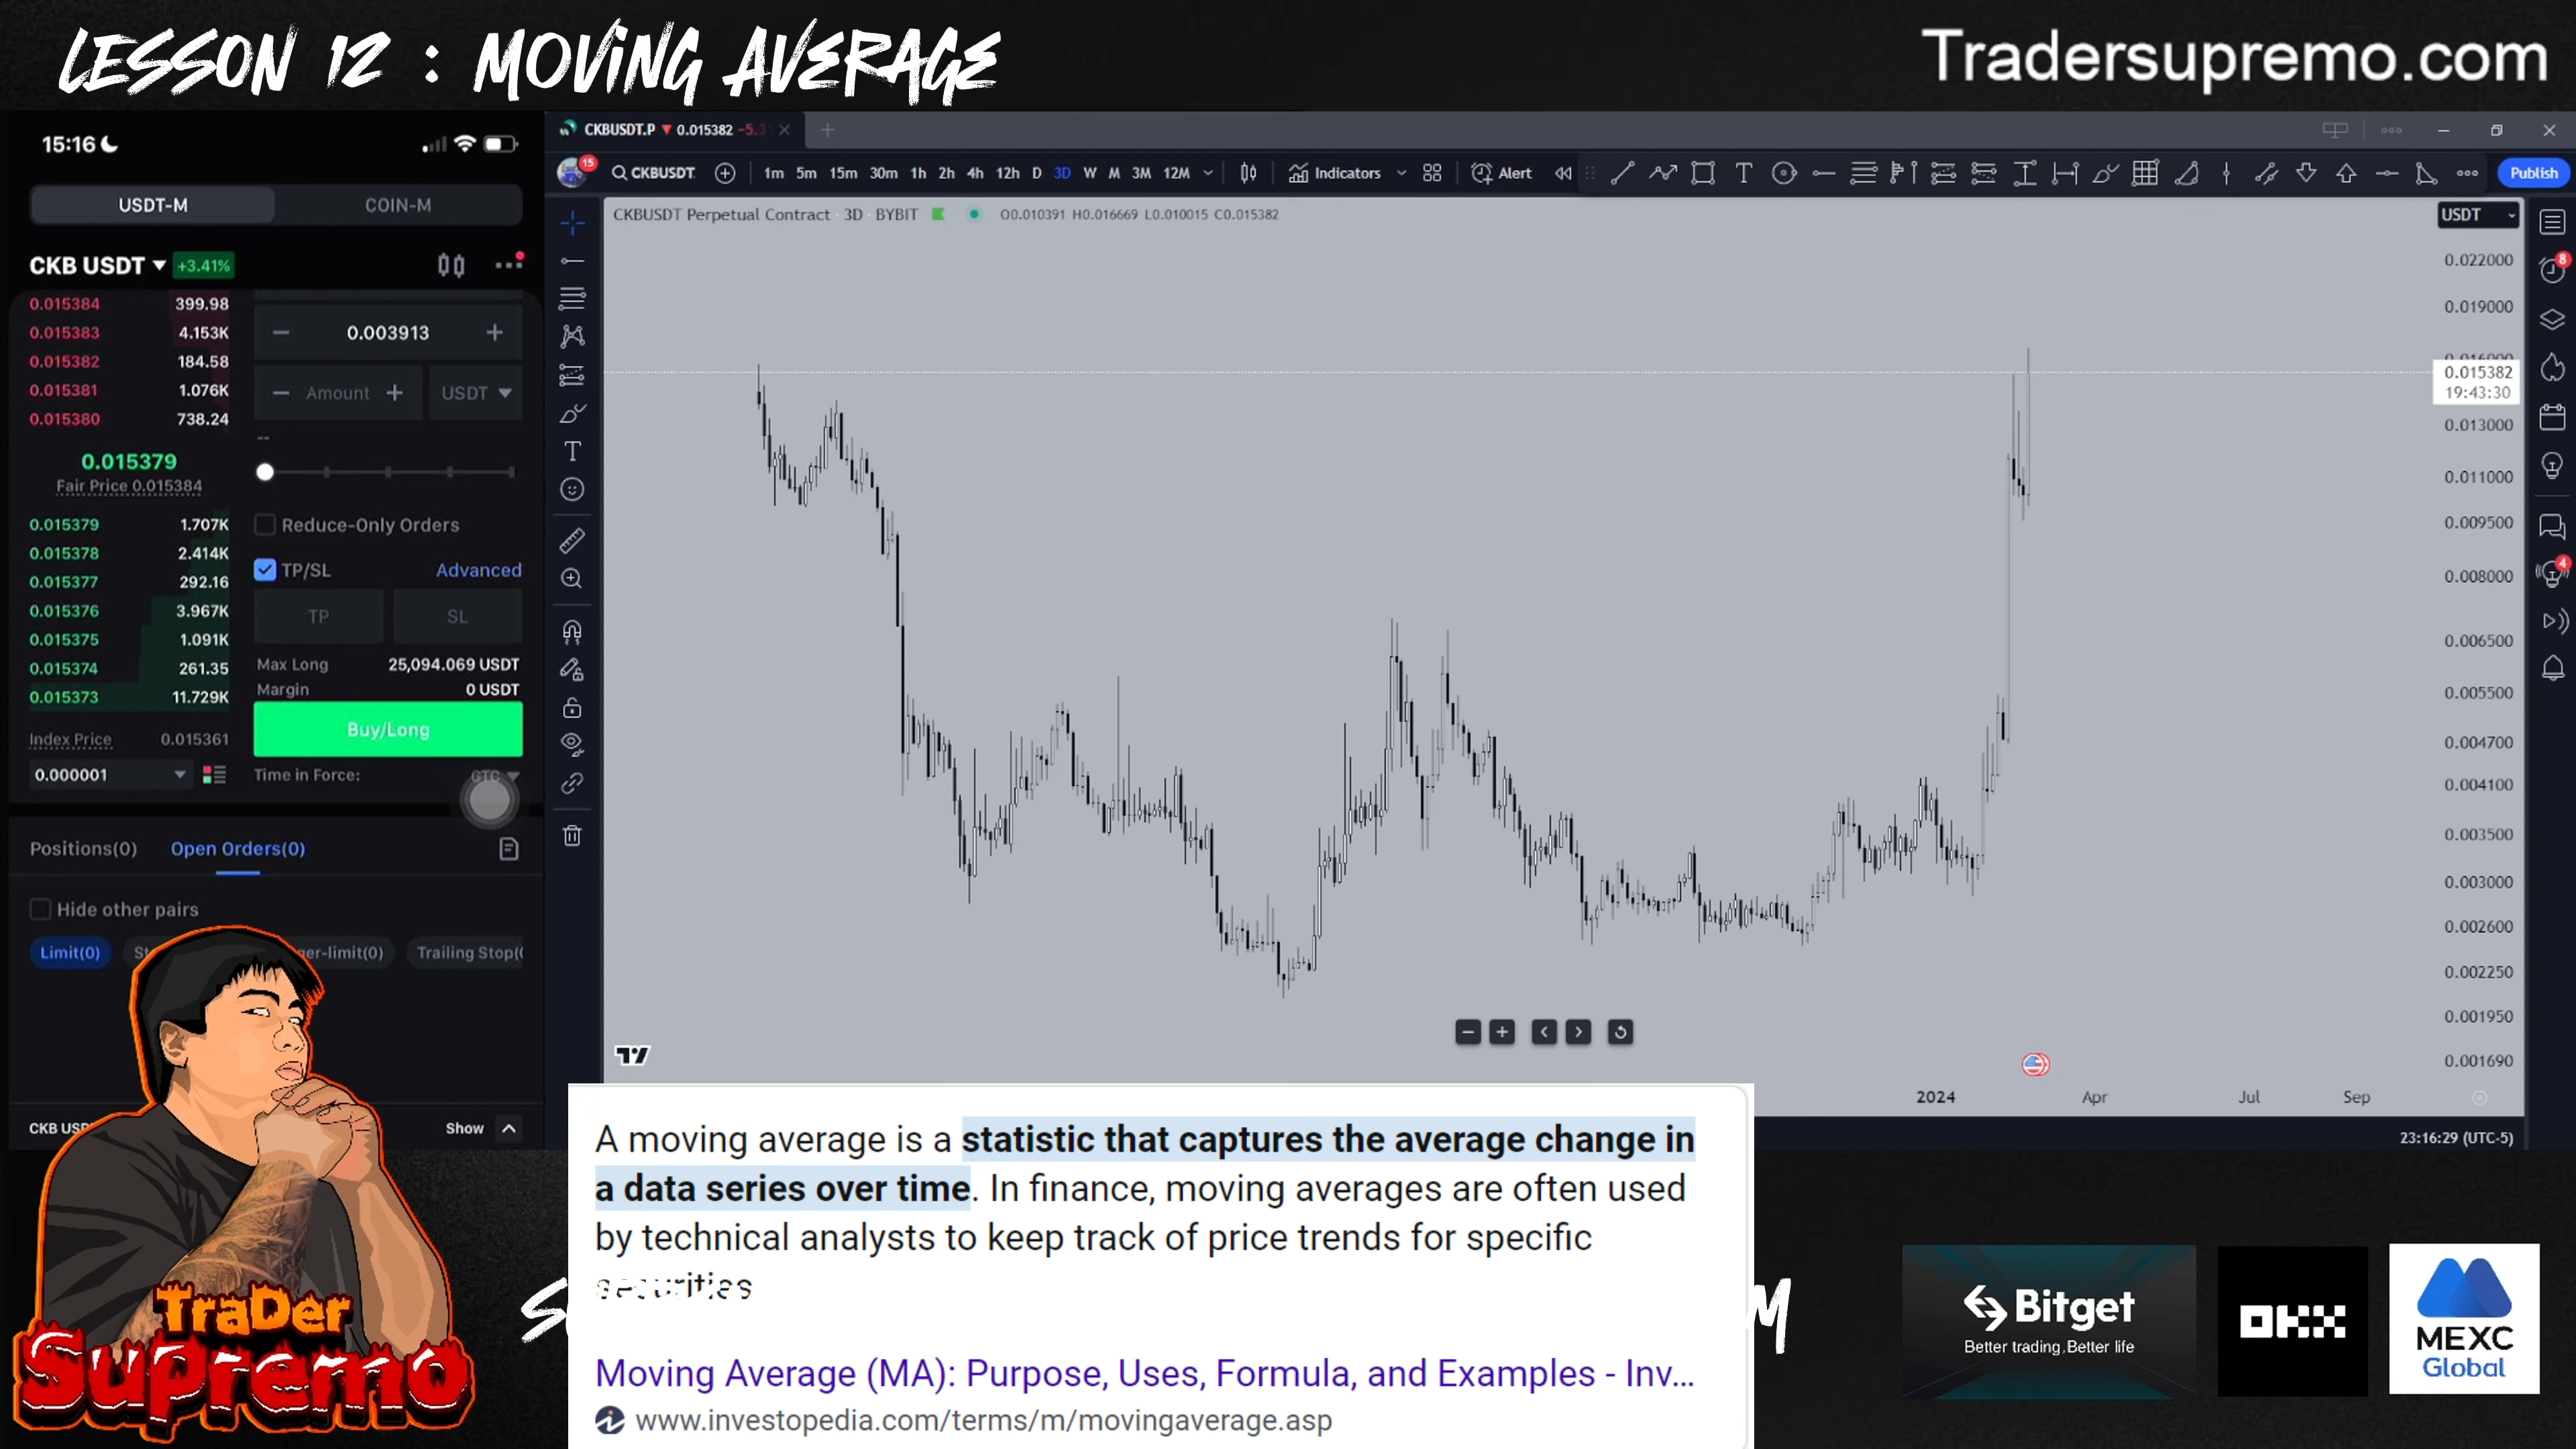 LESSON 12 : MOVING AVERAGE
Tradersupremo.com
15:16
USDT-M COIN-M
CKB USDT +3.41%
0.015384 399.98
0.015383 4.153K
0.015382 184.58
0.015381 1.076K
0.015380 738.24
0.015379
Fair Price 0.015384
0.015379 1.707K
0.015378 2.414K
0.015377 292.16
0.015376 3.967K
0.015375 1.091K
0.015374 261.35
0.015373 11.729K
Index Price 0.015361
0.000001
0.003913
Amount USDT
--
Reduce-Only Orders
TP/SL Advanced
TP SL
Max Long 25,094.069 USDT
Margin 0 USDT
Buy/Long
Time in Force: GTC
Positions(0) Open Orders(0)
Hide other pairs
Limit(0) ger-limit(0) Trailing Stop(
CKB Show
CKBUSDT.P 0.015382 −5.3
15
CKBUSDT. 1m 5m 15m 30m 1h 2h 4h 12h D 3D W M 3M 12M Indicators Alert Publish
CKBUSDT Perpetual Contract 3D BYBIT O0.010391 H0.016669 L0.010015 C0.015382
USDT
0.022000
0.019000
0.015382
19:43:30
0.013000
0.011000
0.009500
0.008000
0.006500
0.005500
0.004700
0.004100
0.003500
0.003000
0.002600
0.002250
0.001950
0.001690
8
4
2024 Apr Jul Sep
23:16:29 (UTC-5)
A moving average is a statistic that captures the average change in
a data series over time. In finance, moving averages are often used
by technical analysts to keep track of price trends for specific
securities
Moving Average (MA): Purpose, Uses, Formula, and Examples - Inv...
www.investopedia.com/terms/m/movingaverage.asp
TraDer
Supremo
Bitget
Better trading,Better life
OKX
MEXC
Global